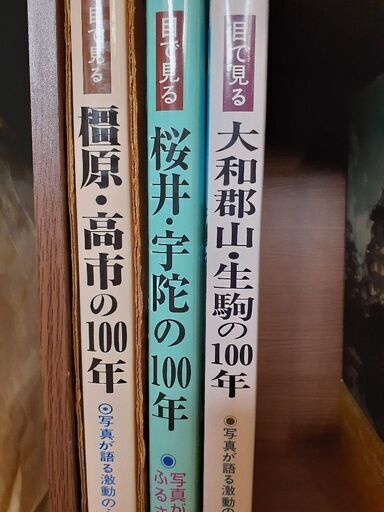 目で見る
橿原・高市の100年
写真が語る激動の
目で見る
桜井・宇陀の100年
写真が
ふるさ
目で見る
大和郡山・生駒の100年
写真が語る激動の